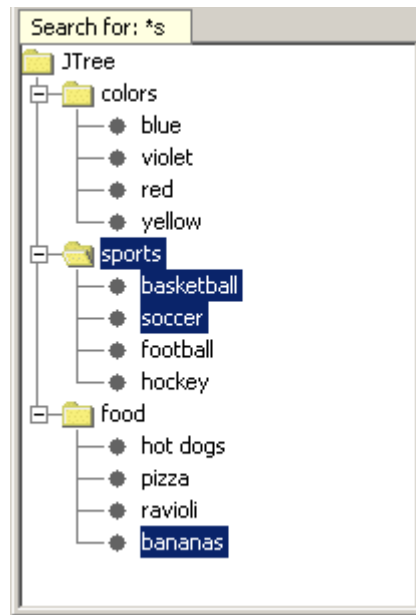 Search for: *s
JTree
colors
blue
violet
red
yellow
sports
basketball
soccer
football
hockey
food
hot dogs
pizza
ravioli
bananas